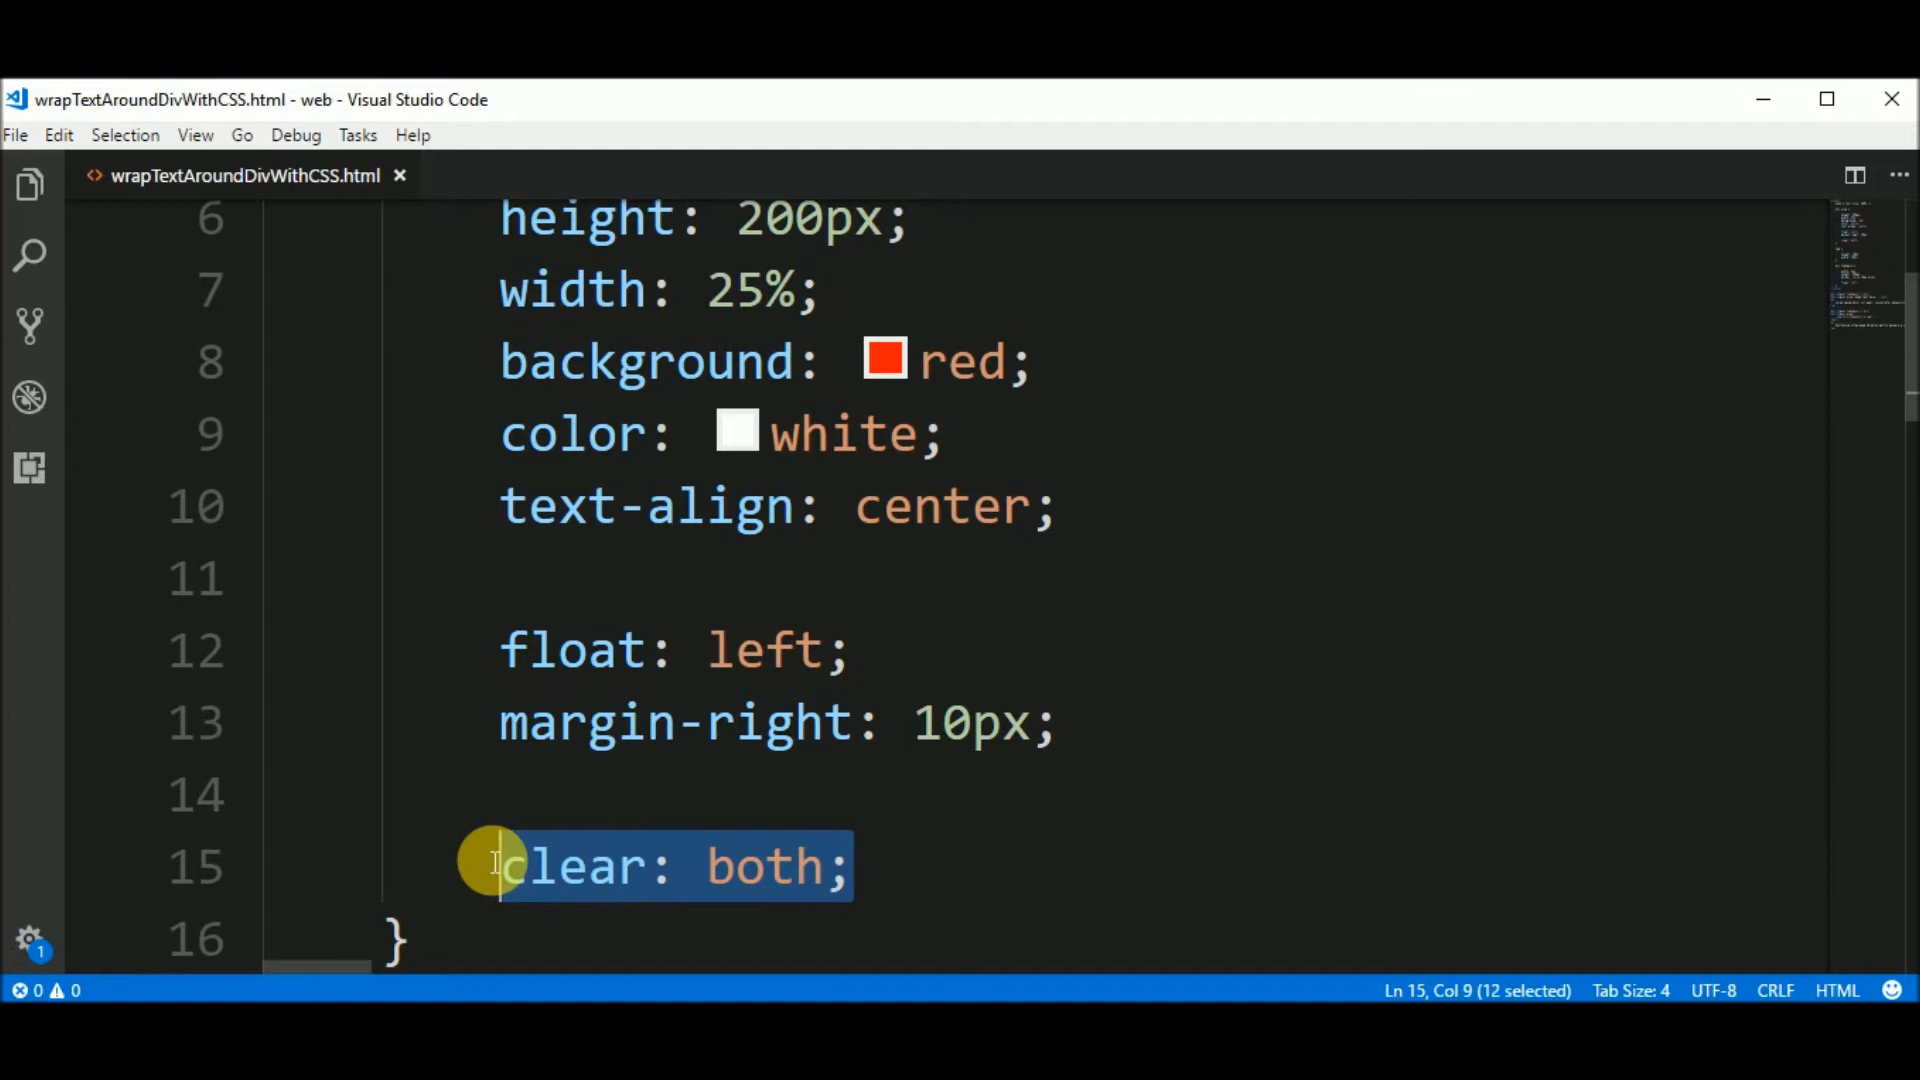 wrapTextAroundDivWithCSS.html - web - Visual Studio Code
File Edit Selection View Go Debug Tasks Help
wrapTextAroundDivWithCSS.html
6 height: 200px;
7 width: 25%;
8 background: red;
9 color: white;
10 text-align: center;
11
12 float: left;
13 margin-right: 10px;
14
15 clear: both;
16 }
1
0 0 Ln 15, Col 9 (12 selected) Tab Size: 4 UTF-8 CRLF HTML